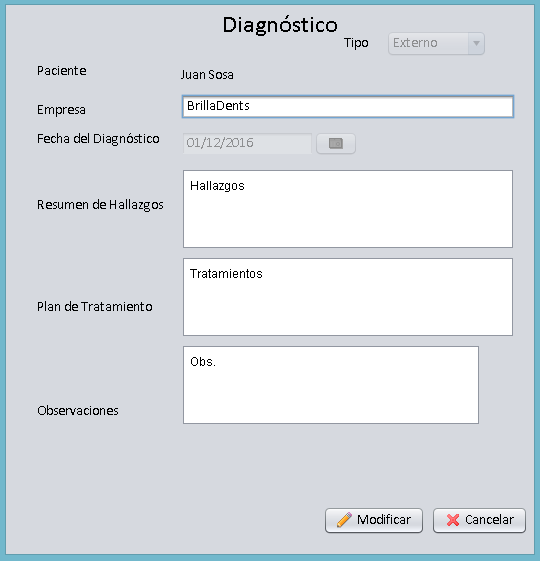 Diagnóstico
Tipo Externo
Paciente Juan Sosa
Empresa BrillaDents
Fecha del Diagnóstico 01/12/2016
Resumen de Hallazgos Hallazgos
Plan de Tratamiento Tratamientos
Observaciones Obs.
Modificar Cancelar